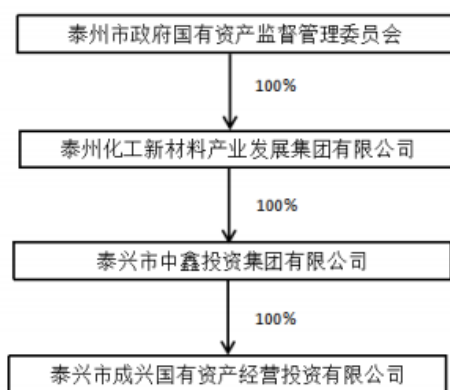 泰州市政府国有资产监督管理委员会
100%
泰州化工新材料产业发展集团有限公司
100%
泰兴市中鑫投资集团有限公司
100%
泰兴市成兴国有资产经营投资有限公司